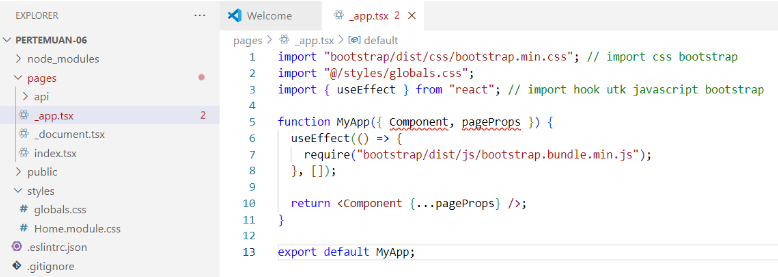 EXPLORER
PERTEMUAN-06
node_modules
pages
api
_app.tsx 2
_document.tsx
index.tsx
public
styles
# globals.css
# Home.module.css
.eslintrc.json
.gitignore
Welcome
_app.tsx 2 ×
pages > _app.tsx > default
1 import "bootstrap/dist/css/bootstrap.min.css"; // import css bootstrap
2 import "@/styles/globals.css";
3 import { useEffect } from "react"; // import hook utk javascript bootstrap
4
5 function MyApp({ Component, pageProps }) {
6 useEffect(() => {
7 require("bootstrap/dist/js/bootstrap.bundle.min.js");
8 }, []);
9
10 return <Component {...pageProps} />;
11 }
12
13 export default MyApp;